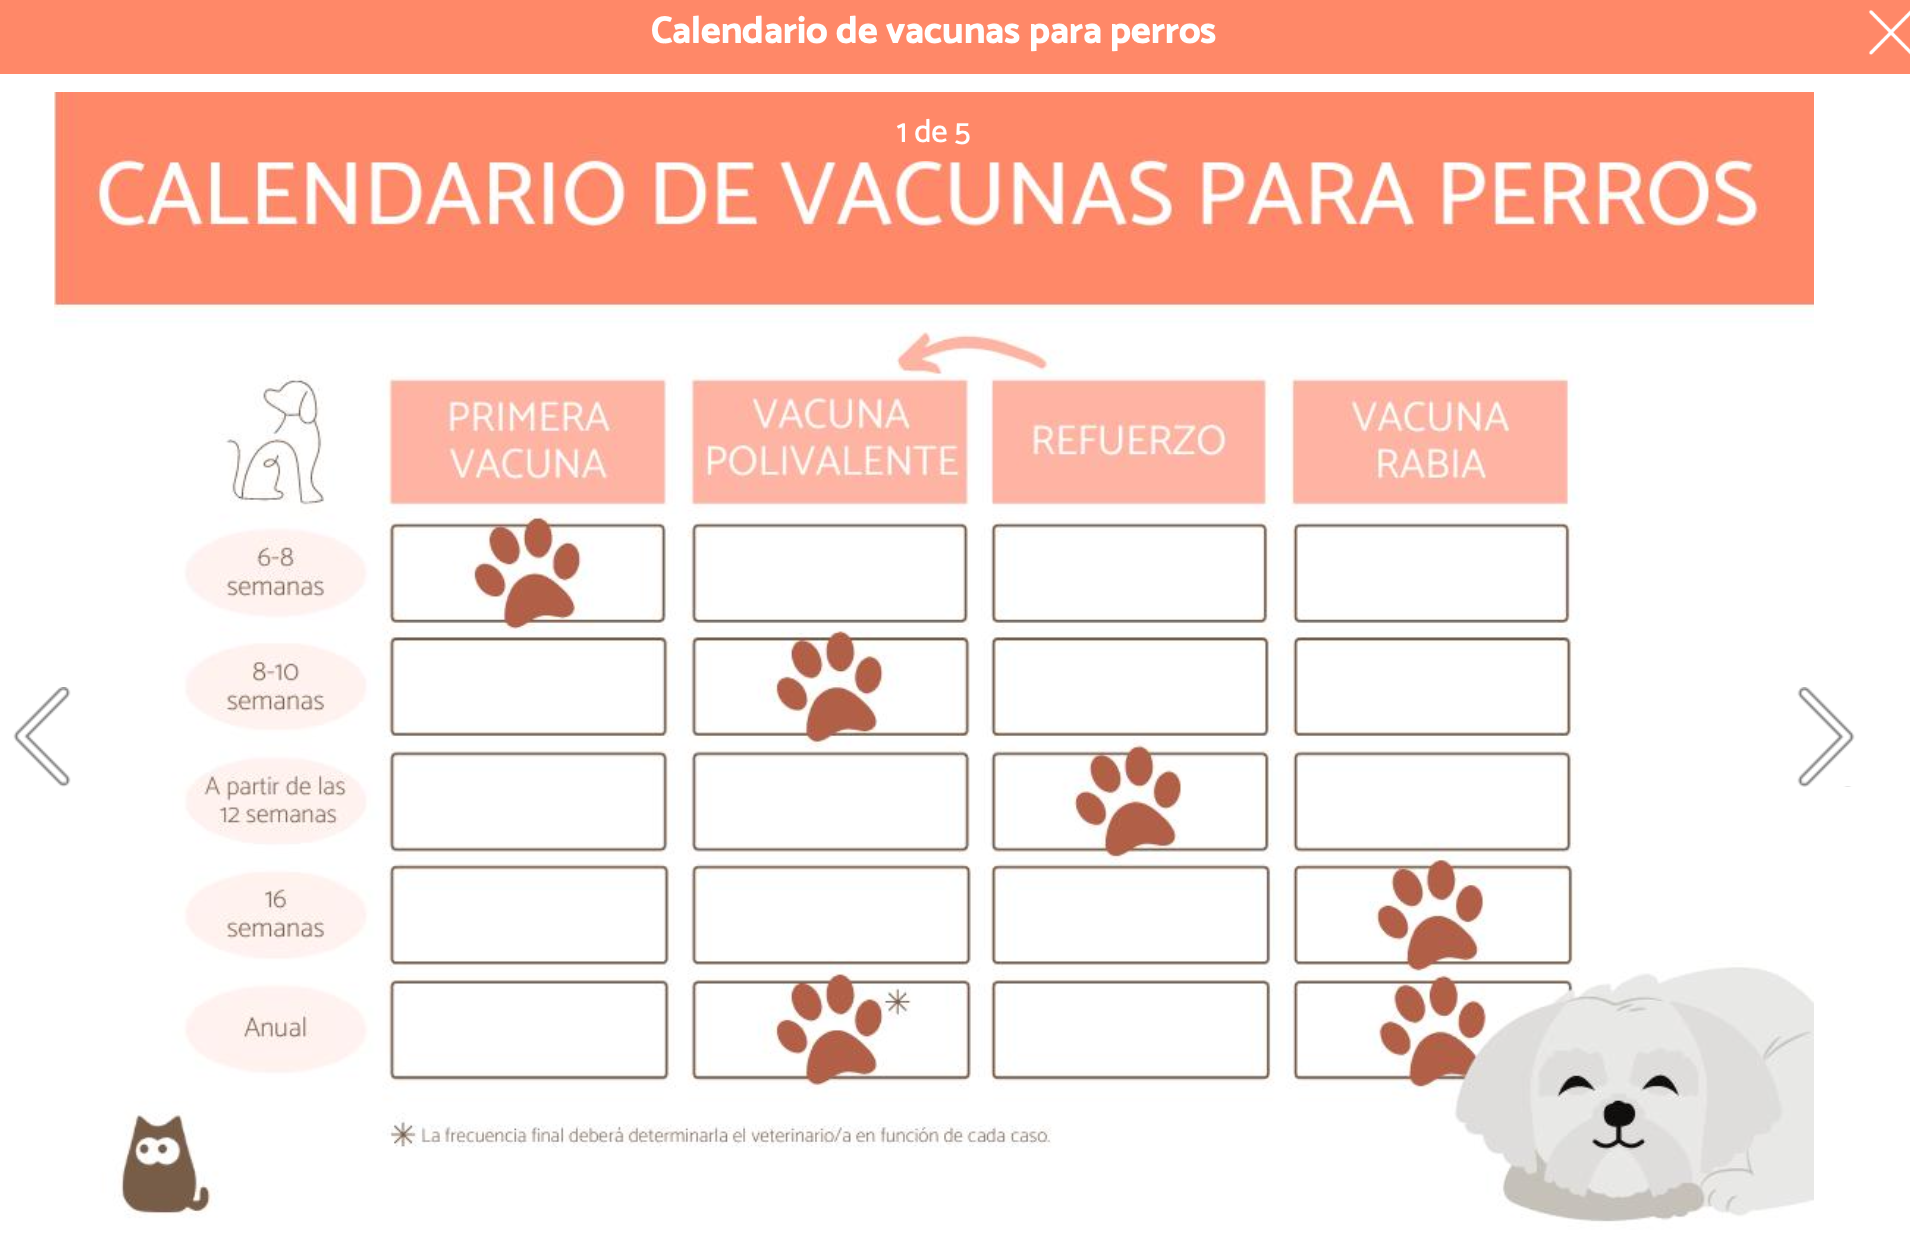 Calendario de vacunas para perros
1 de 5
CALENDARIO DE VACUNAS PARA PERROS
PRIMERA
VACUNA
VACUNA
POLIVALENTE
REFUERZO
VACUNA
RABIA
6-8
semanas
8-10
semanas
A partir de las
12 semanas
16
semanas
Anual
*
* La frecuencia final deberá determinarla el veterinario/a en función de cada caso.